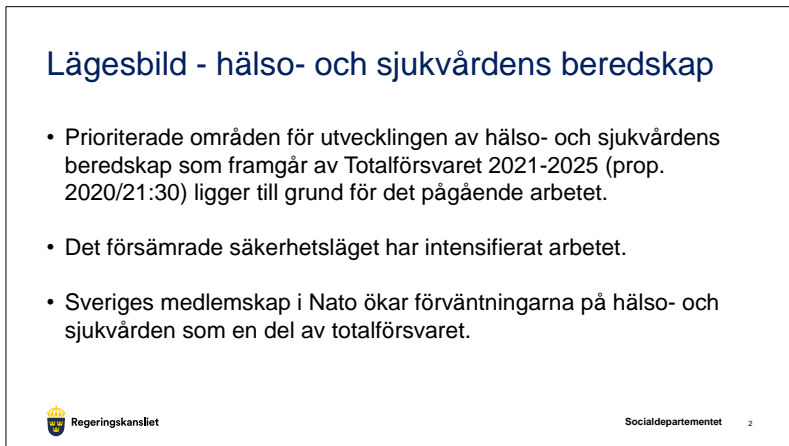 Lägesbild - hälso- och sjukvårdens beredskap
• Prioriterade områden för utvecklingen av hälso- och sjukvårdens
beredskap som framgår av Totalförsvaret 2021-2025 (prop.
2020/21:30) ligger till grund för det pågående arbetet.
• Det försämrade säkerhetsläget har intensifierat arbetet.
• Sveriges medlemskap i Nato ökar förväntningarna på hälso- och
sjukvården som en del av totalförsvaret.
Regeringskansliet
Socialdepartementet 2